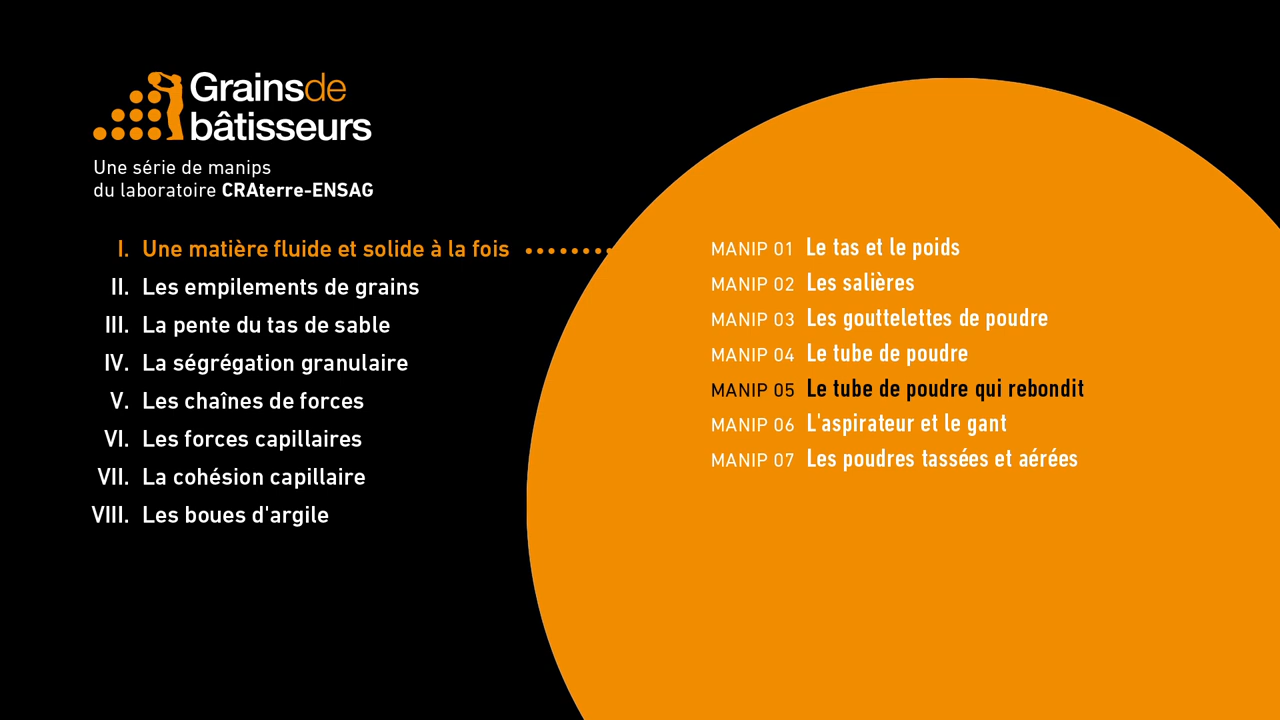 Grainsde
bâtisseurs
Une série de manips
du laboratoire CRAterre-ENSAG
I. Une matière fluide et solide à la fois
II. Les empilements de grains
III. La pente du tas de sable
IV. La ségrégation granulaire
V. Les chaînes de forces
VI. Les forces capillaires
VII. La cohésion capillaire
VIII. Les boues d'argile
MANIP 01 Le tas et le poids
MANIP 02 Les salières
MANIP 03 Les gouttelettes de poudre
MANIP 04 Le tube de poudre
MANIP 05 Le tube de poudre qui rebondit
MANIP 06 L'aspirateur et le gant
MANIP 07 Les poudres tassées et aérées